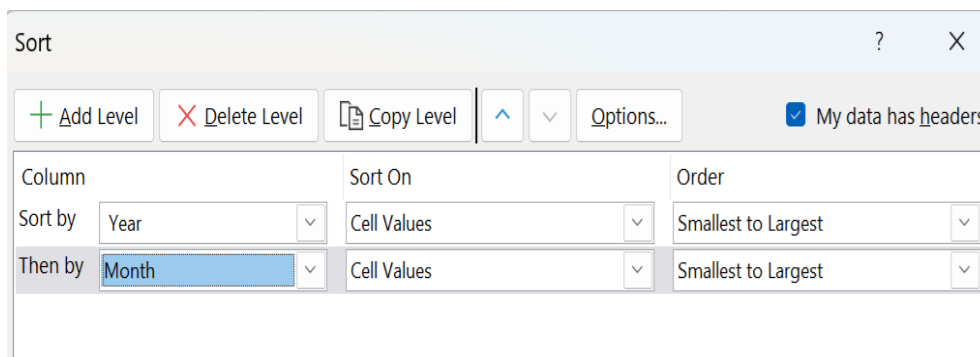 Sort ?
Add Level Delete Level Copy Level Options... My data has headers
Column Sort On Order
Sort by Year Cell Values Smallest to Largest
Then by Month Cell Values Smallest to Largest